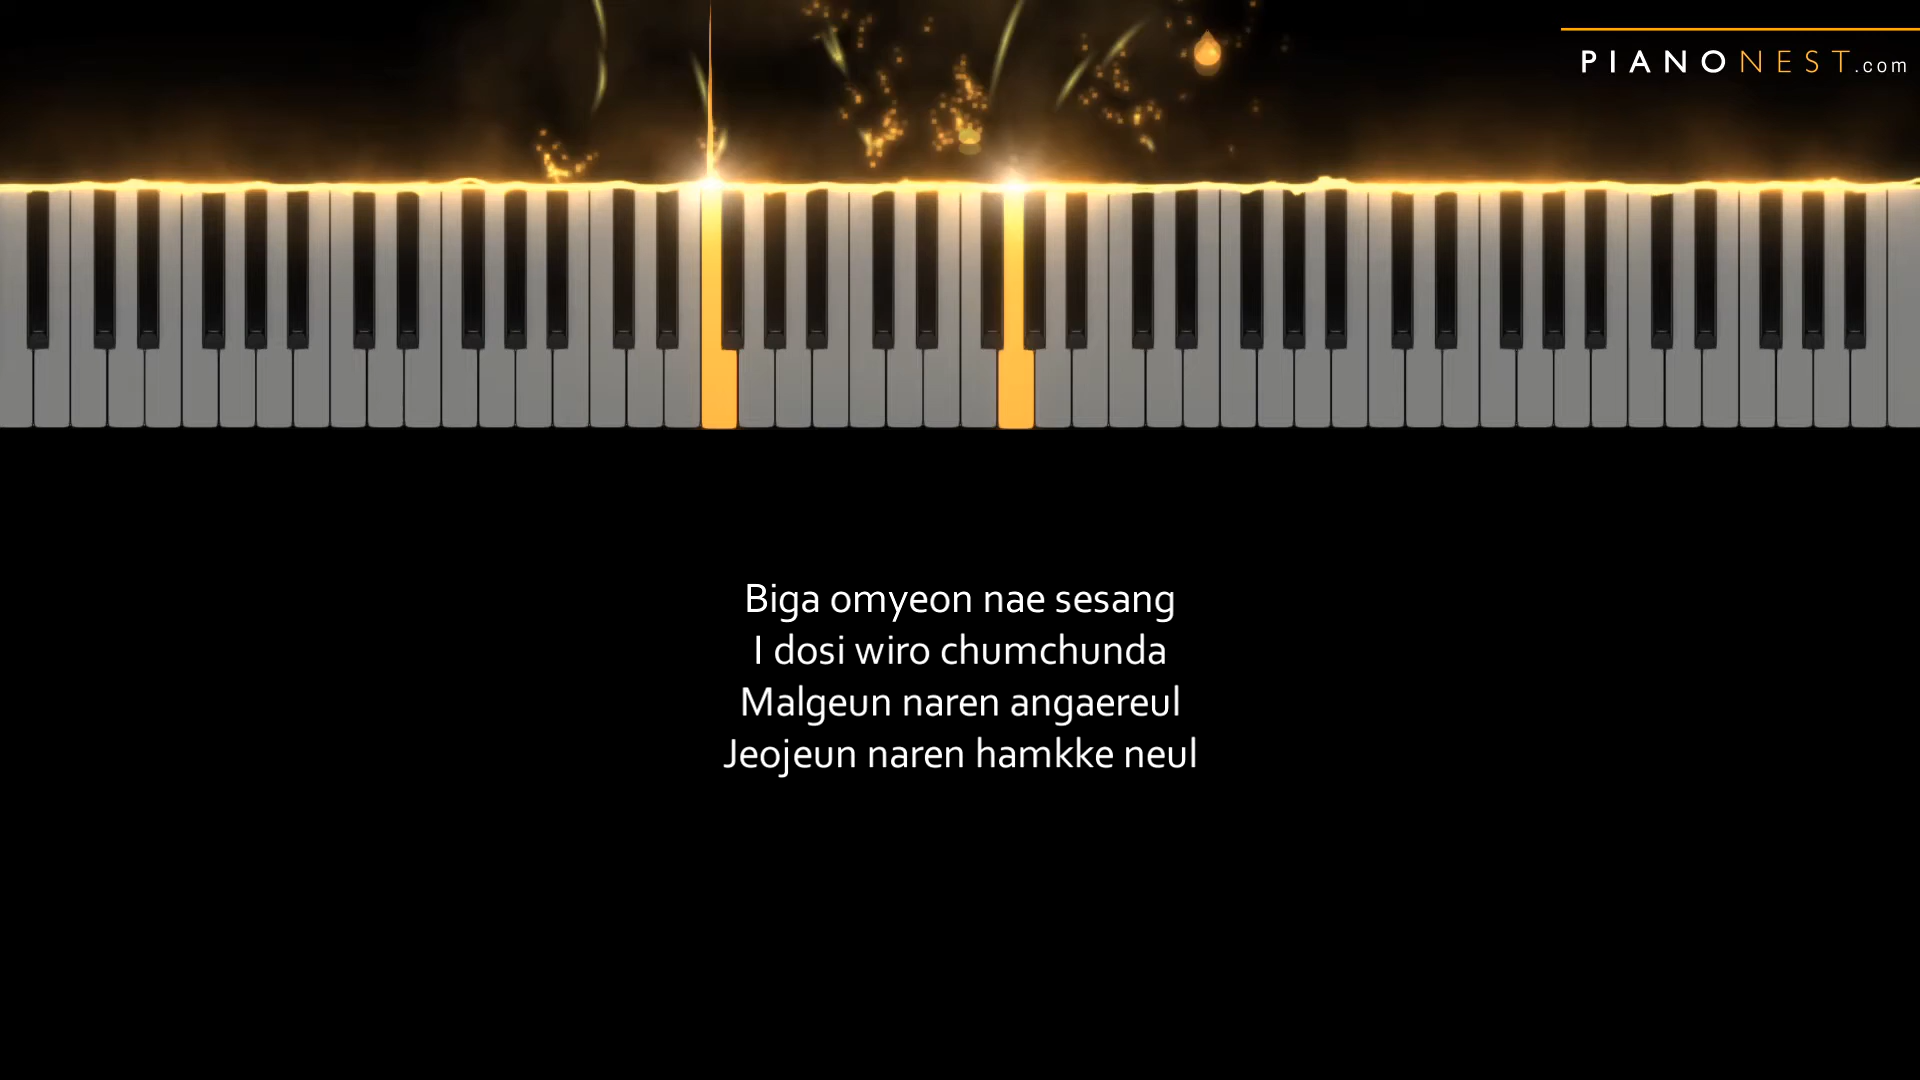 PIANONEST.com
Biga omyeon nae sesang
I dosi wiro chumchunda
Malgeun naren angaereul
Jeojeun naren hamkke neul